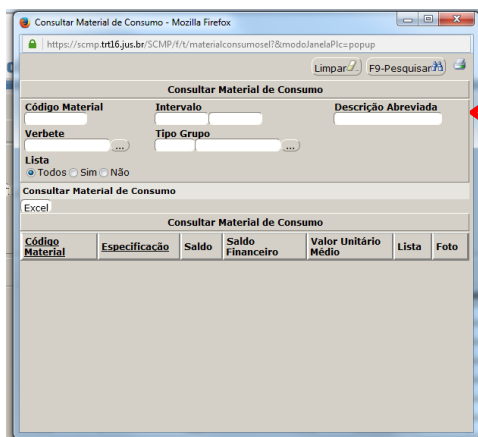 Consultar Material de Consumo - Mozilla Firefox
https://scmp.trt16.jus.br/SCMP/f/t/materialconsumosel?&modoJanelaPlc=popup
Limpar F9-Pesquisar
Consultar Material de Consumo
Código Material Intervalo Descrição Abreviada
Verbete Tipo Grupo
... ...
Lista
Todos Sim Não
Consultar Material de Consumo
Excel
Consultar Material de Consumo
Código Material Especificação Saldo Saldo Financeiro Valor Unitário Médio Lista Foto